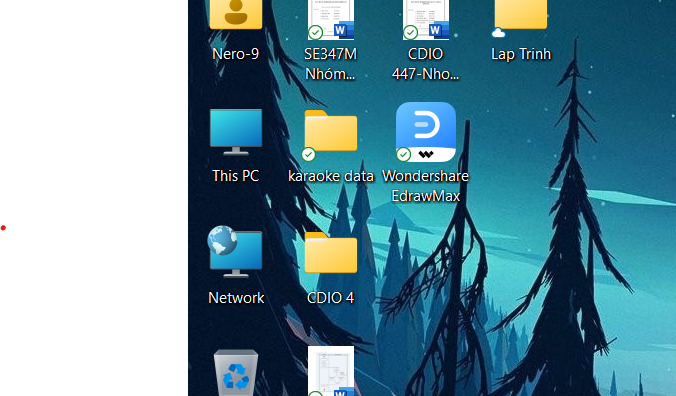 Nero-9
SE347M
Nhóm...
CDIO
447-Nho...
Lap Trinh
This PC
karaoke data
Wondershare
EdrawMax
Network
CDIO 4